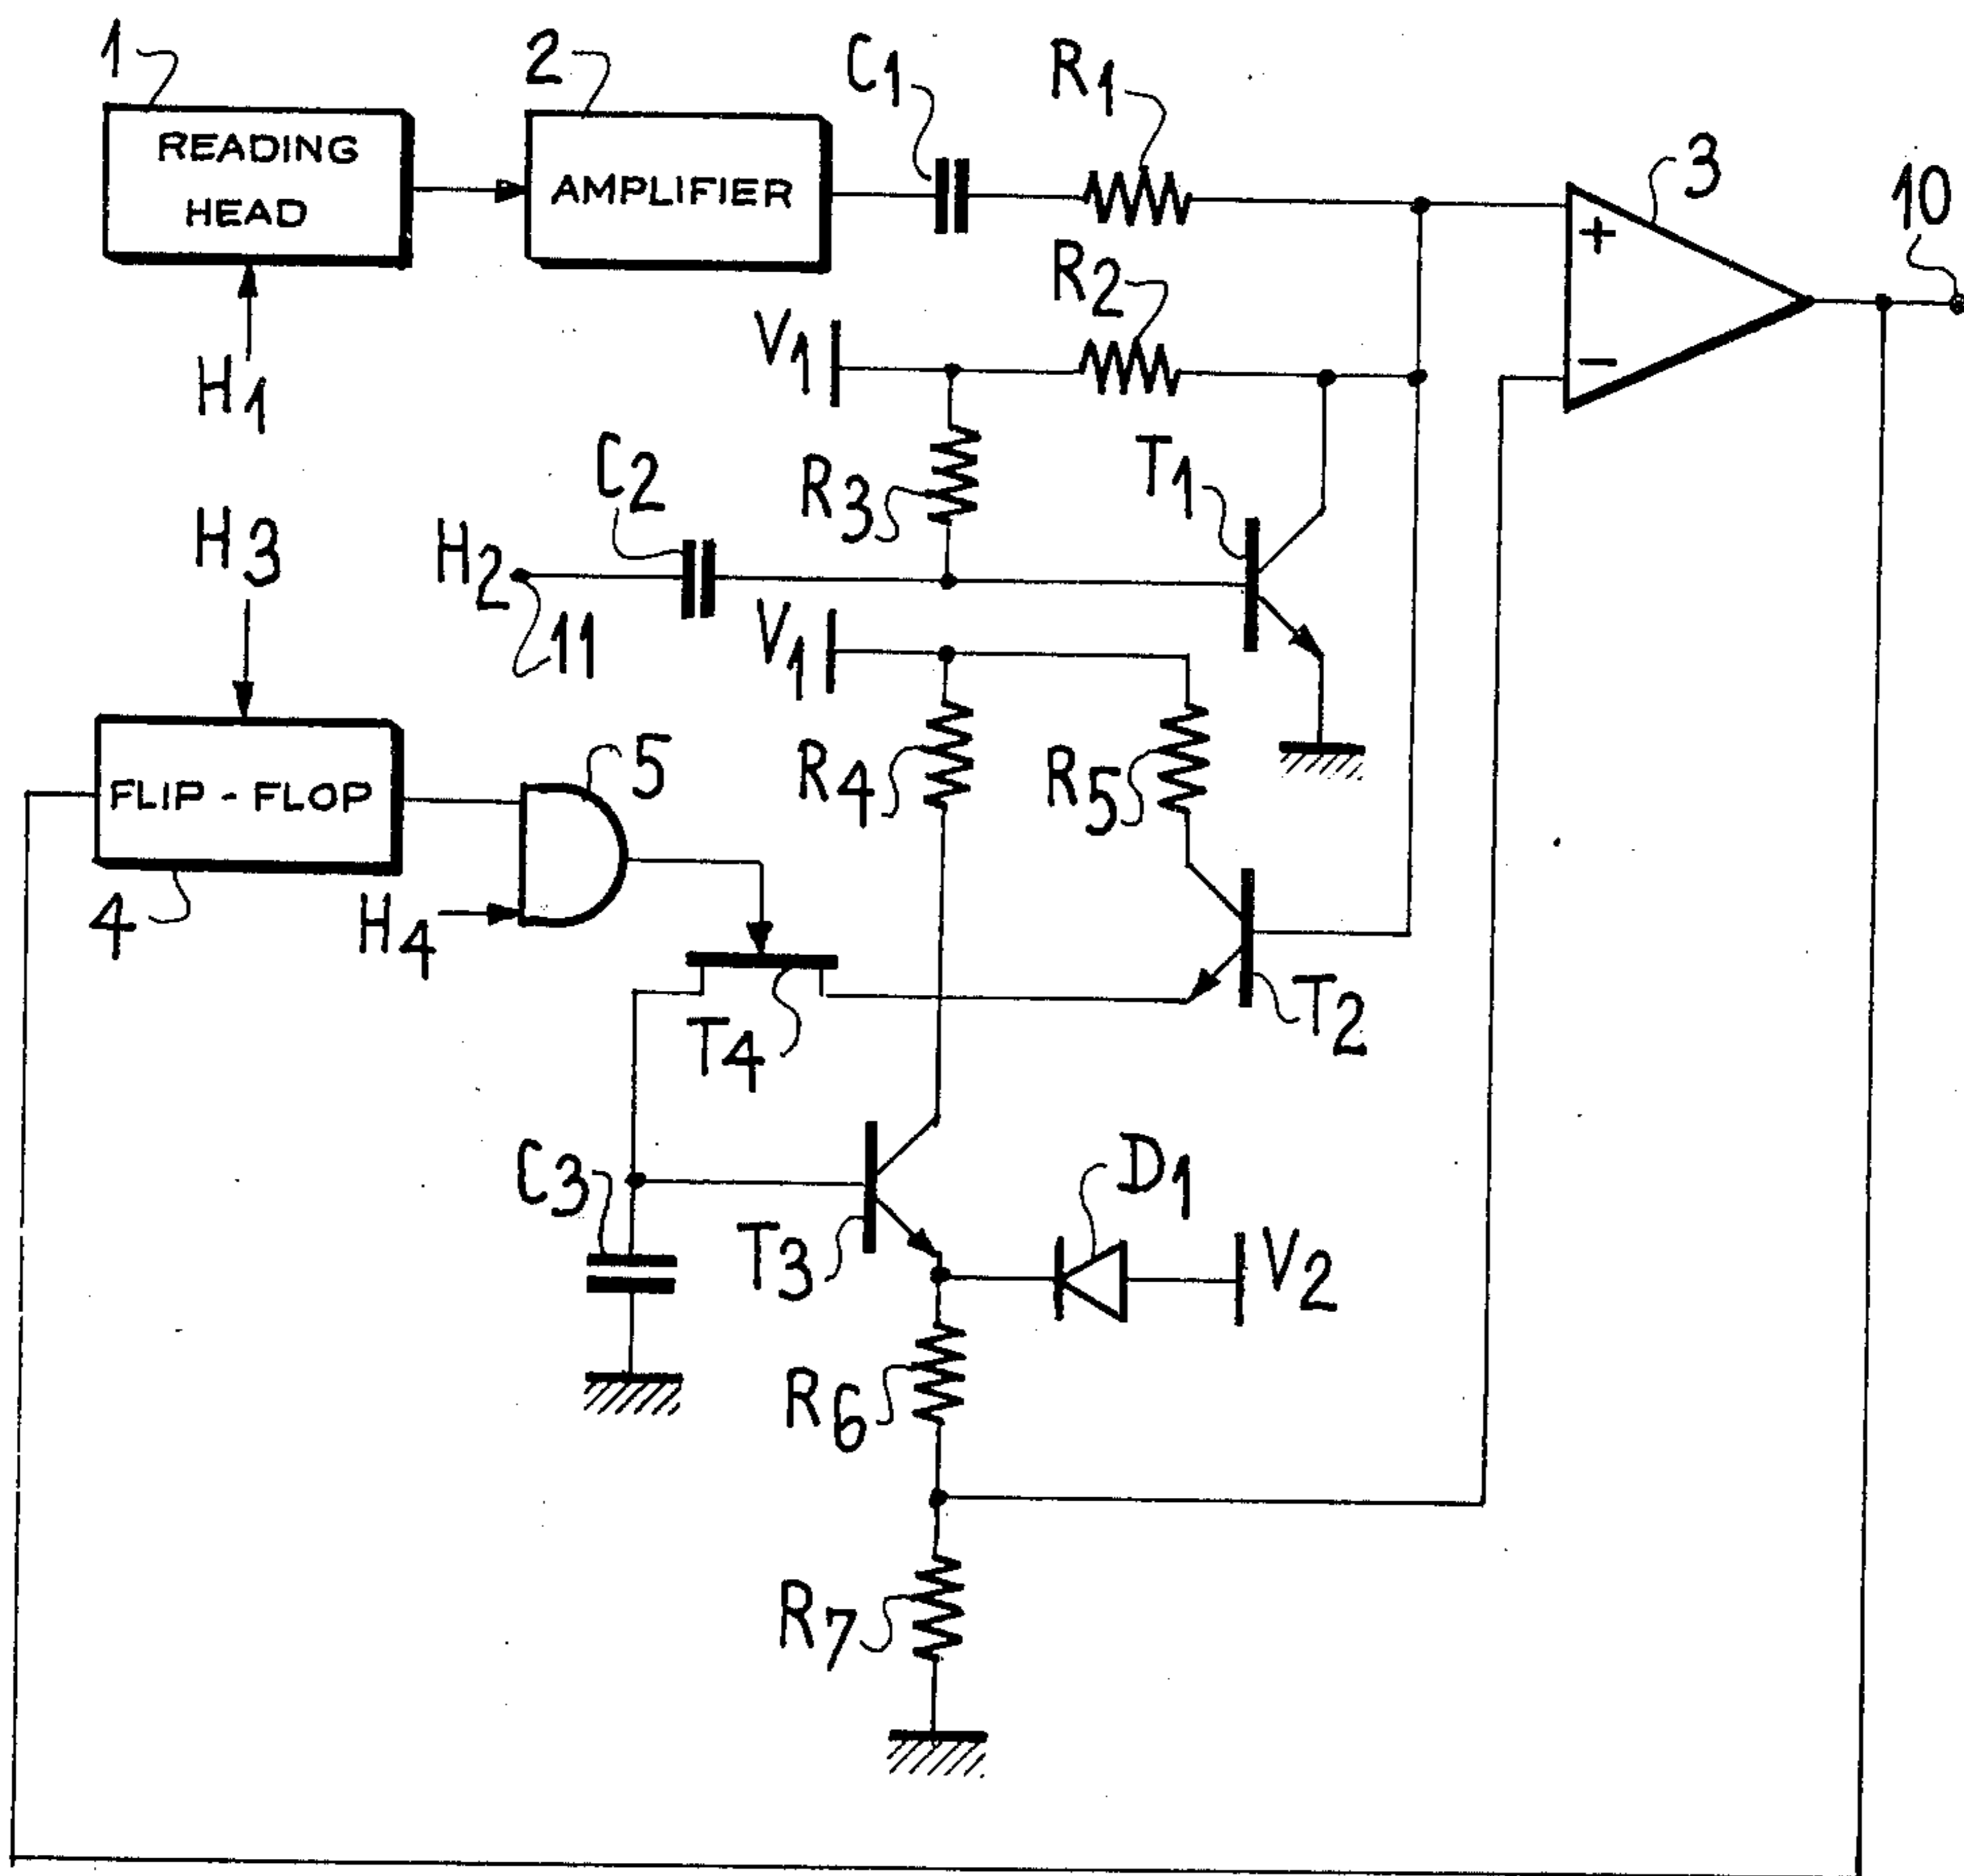 1
2
C1
R1
3
10
READING
HEAD
AMPLIFIER
+
−
R2
V1
H1
C2
R3
T1
H3
H2
11
V1
R4
R5
5
FLIP - FLOP
4
H4
T4
T2
C3
T3
D1
V2
R6
R7